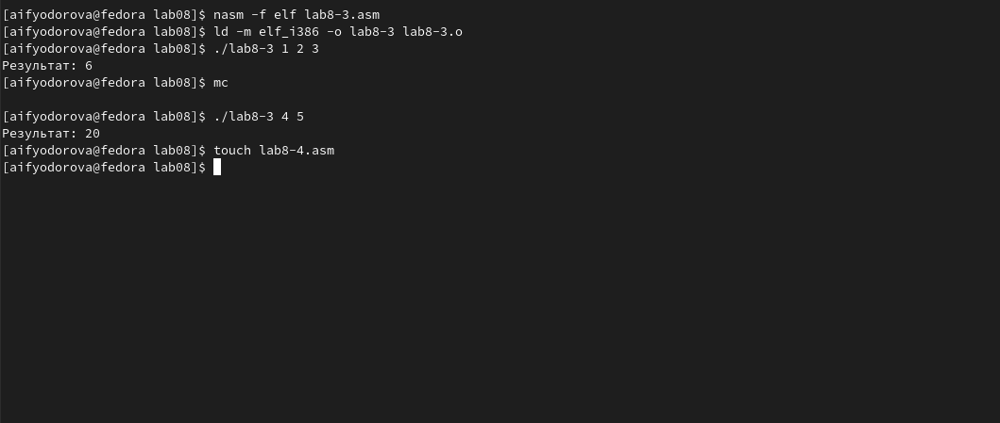 [aifyodorova@fedora lab08]$ nasm -f elf lab8-3.asm
[aifyodorova@fedora lab08]$ ld -m elf_i386 -o lab8-3 lab8-3.o
[aifyodorova@fedora lab08]$ ./lab8-3 1 2 3
Результат: 6
[aifyodorova@fedora lab08]$ mc
[aifyodorova@fedora lab08]$ ./lab8-3 4 5
Результат: 20
[aifyodorova@fedora lab08]$ touch lab8-4.asm
[aifyodorova@fedora lab08]$